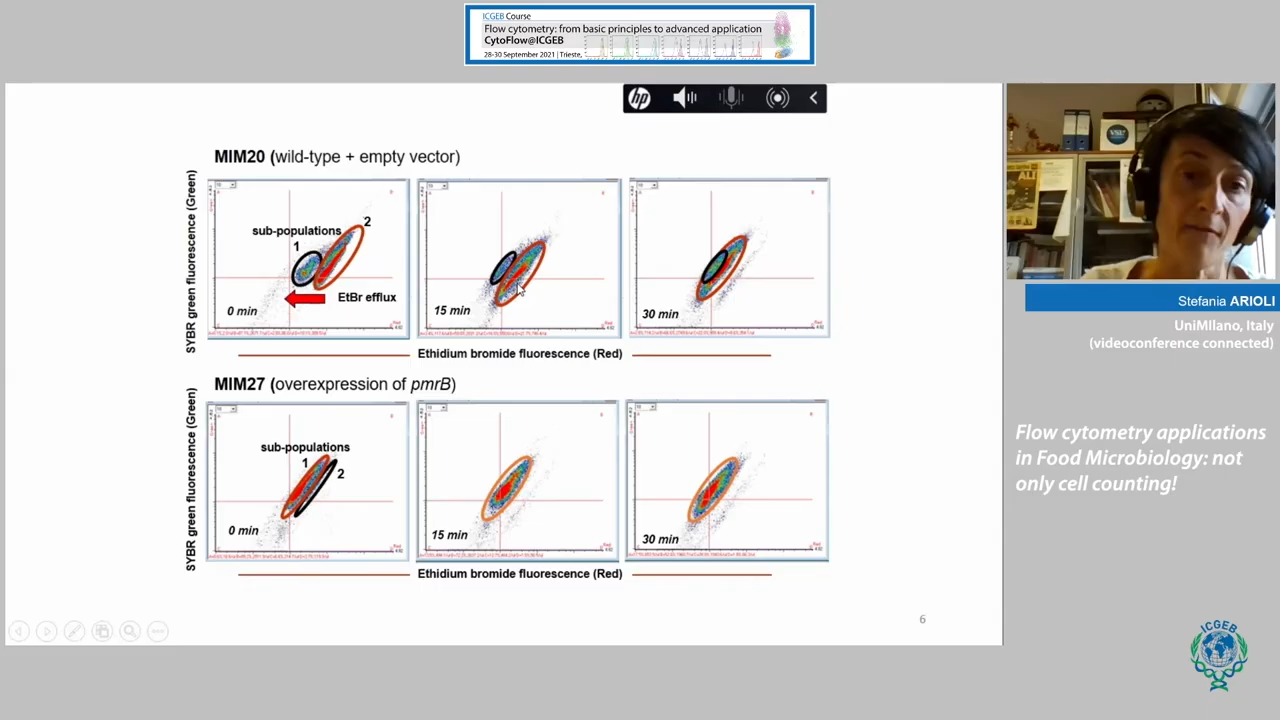 ICGEB Course
Flow cytometry: from basic principles to advanced application
CytoFlow@ICGEB
28-30 September 2021 | Trieste,
hp
MIM20 (wild-type + empty vector)
SYBR green fluorescence (Green)
sub-populations
1
2
EtBr efflux
0 min
15 min
30 min
Ethidium bromide fluorescence (Red)
MIM27 (overexpression of pmrB)
SYBR green fluorescence (Green)
sub-populations
1
2
0 min
15 min
30 min
Ethidium bromide fluorescence (Red)
6
Stefania ARIOLI
UniMIlano, Italy
(videoconference connected)
Flow cytometry applications
in Food Microbiology: not
only cell counting!
ICGEB